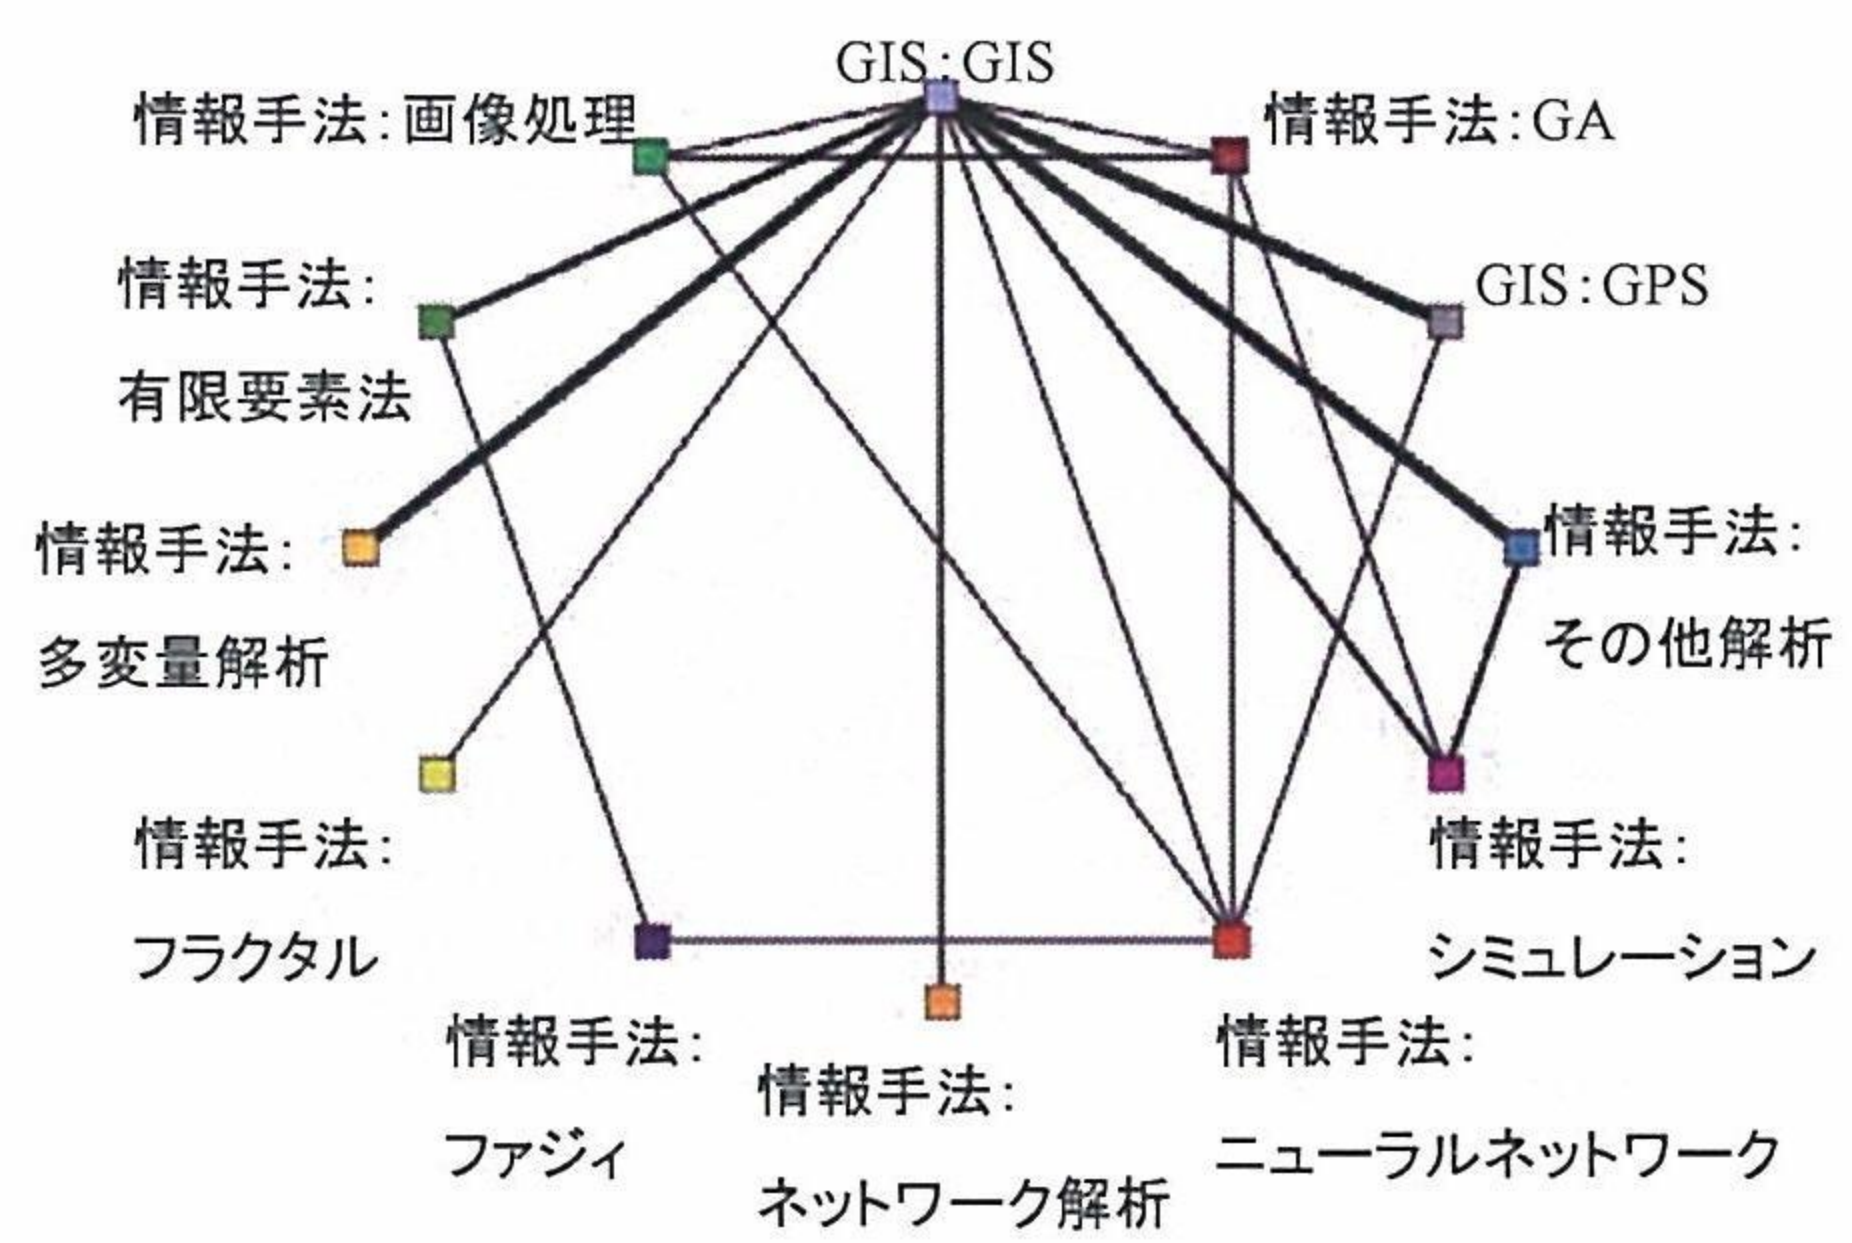 GIS:GIS
情報手法:画像処理
情報手法:GA
情報手法:
有限要素法
GIS:GPS
情報手法:
多変量解析
情報手法:
その他解析
情報手法:
フラクタル
情報手法:
シミュレーション
情報手法:
ファジィ
情報手法:
ネットワーク解析
情報手法:
ニューラルネットワーク